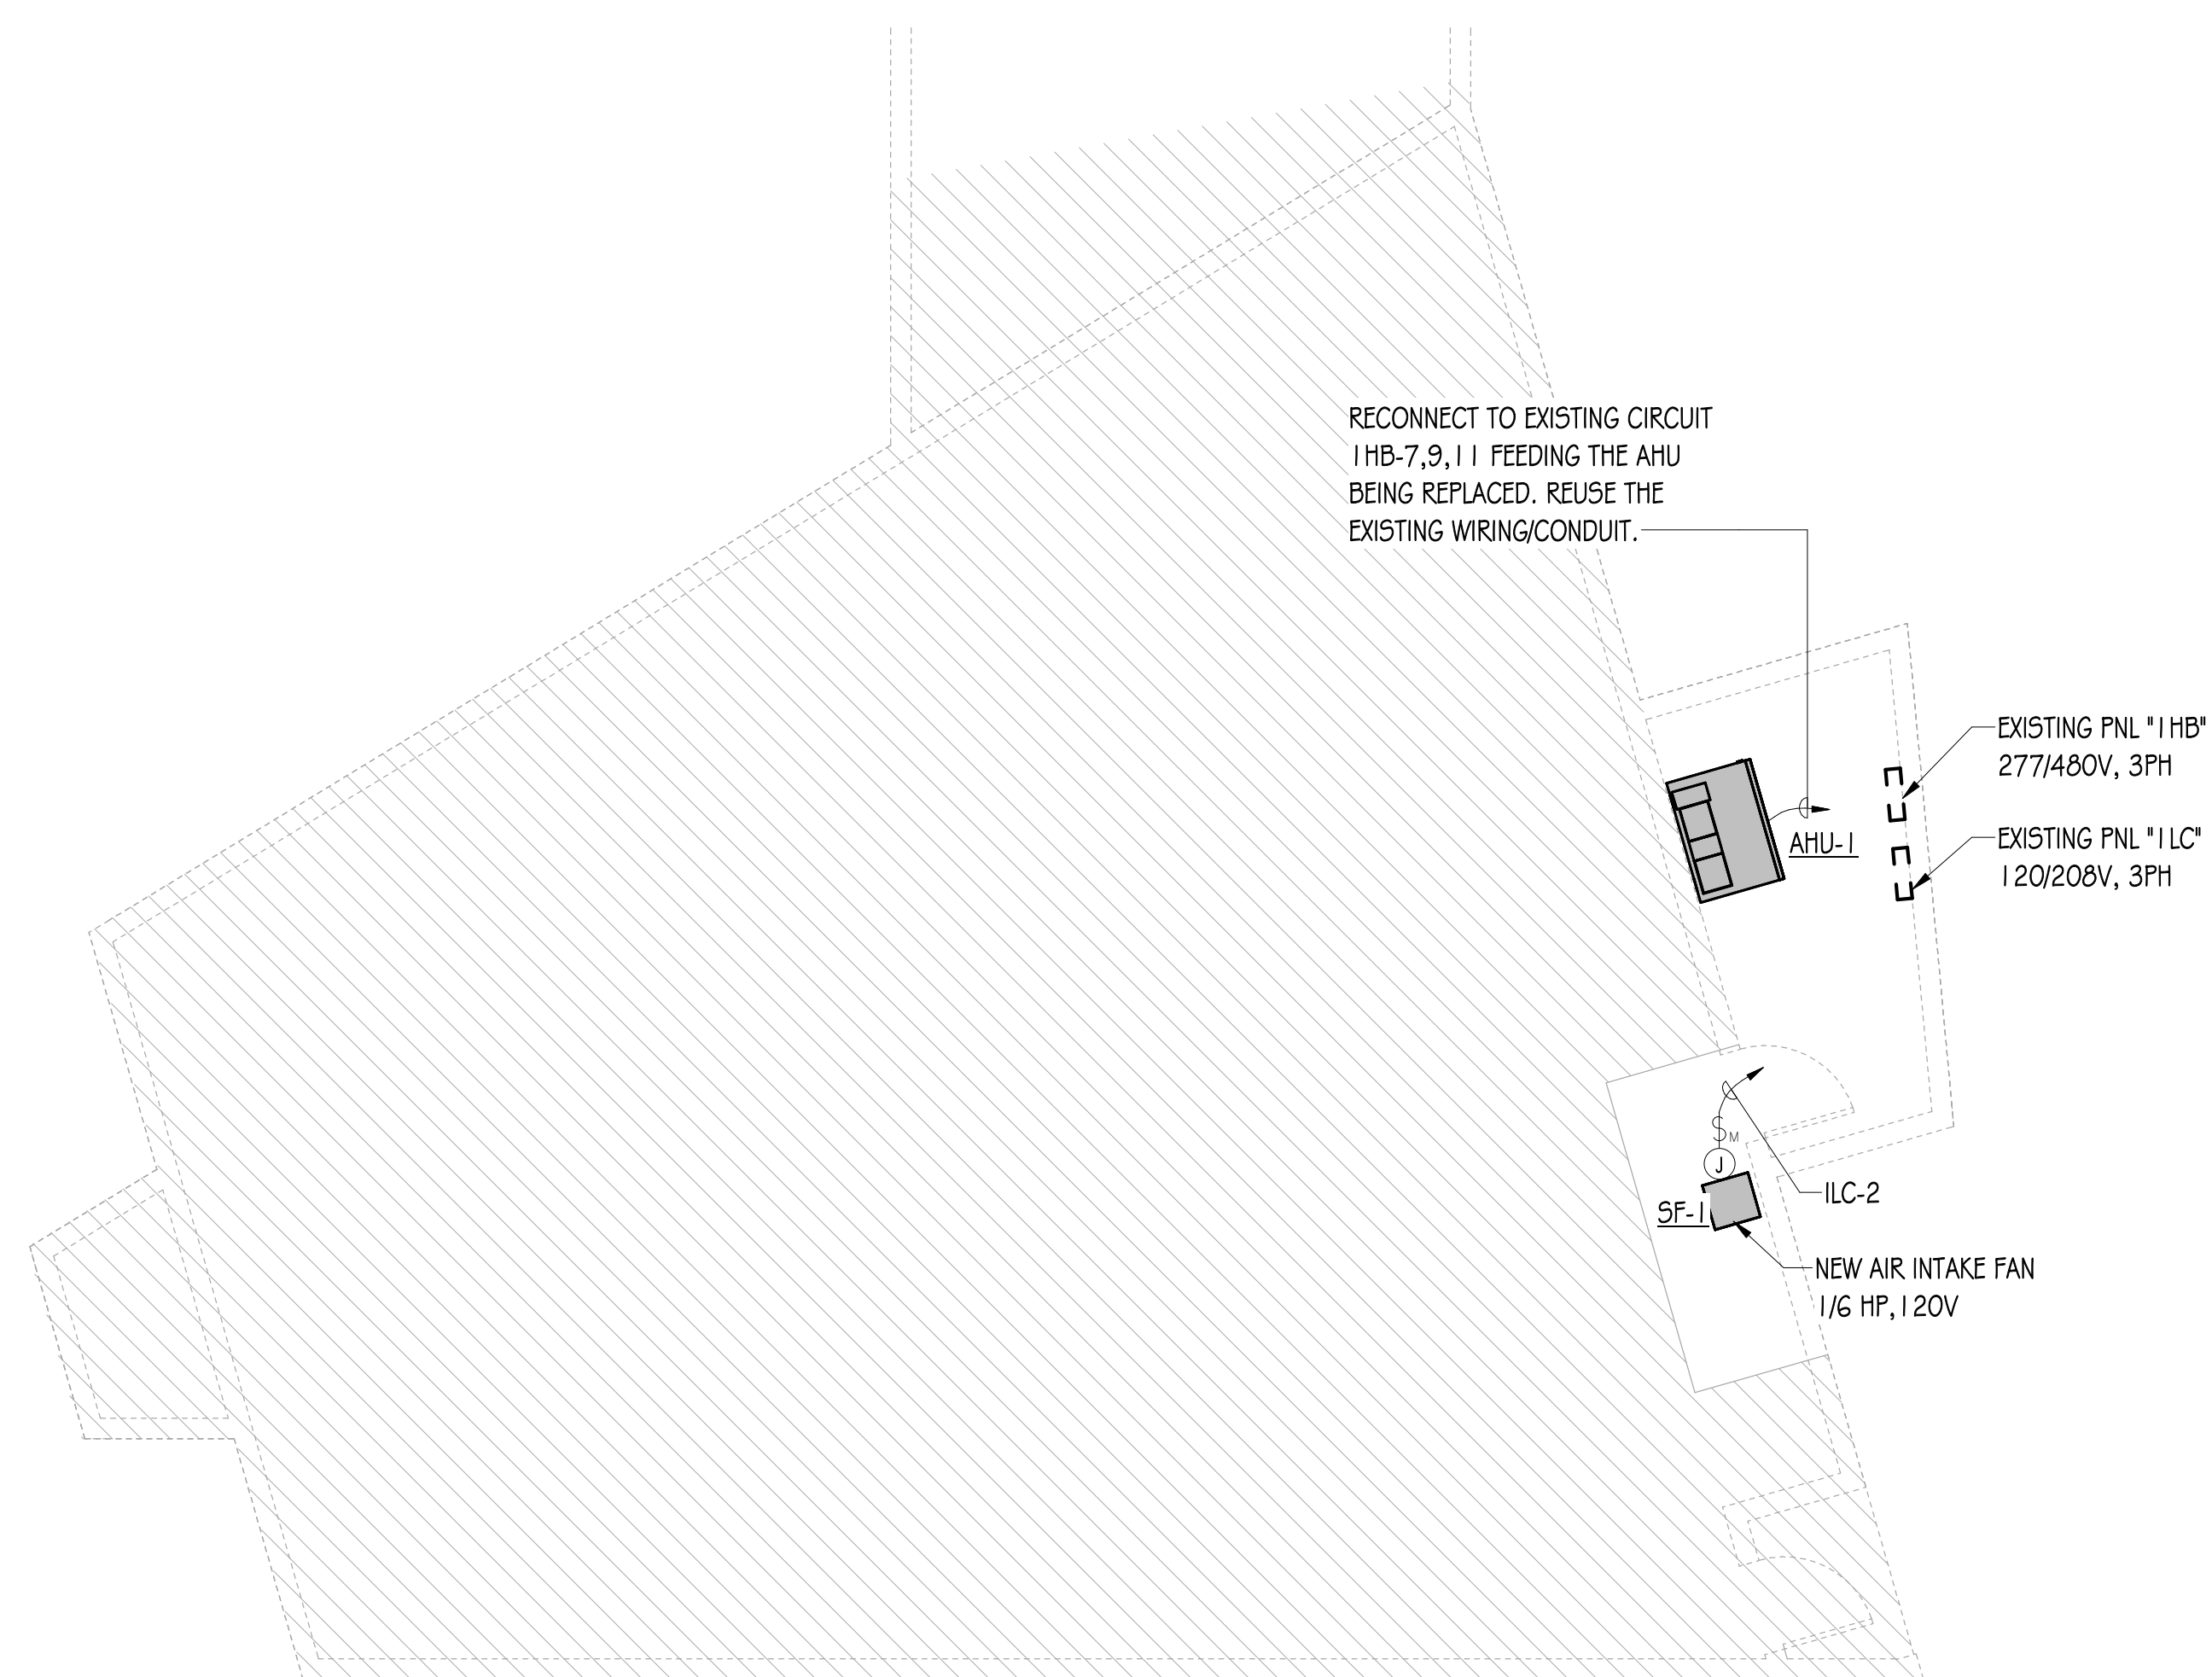 RECONNECT TO EXISTING CIRCUIT
1HB-7,9,11 FEEDING THE AHU
BEING REPLACED. REUSE THE
EXISTING WIRING/CONDUIT.
EXISTING PNL "1HB"
277/480V, 3PH
AHU-1
EXISTING PNL "1LC"
120/208V, 3PH
$M
J
1LC-2
SF-1
NEW AIR INTAKE FAN
1/6 HP,120V